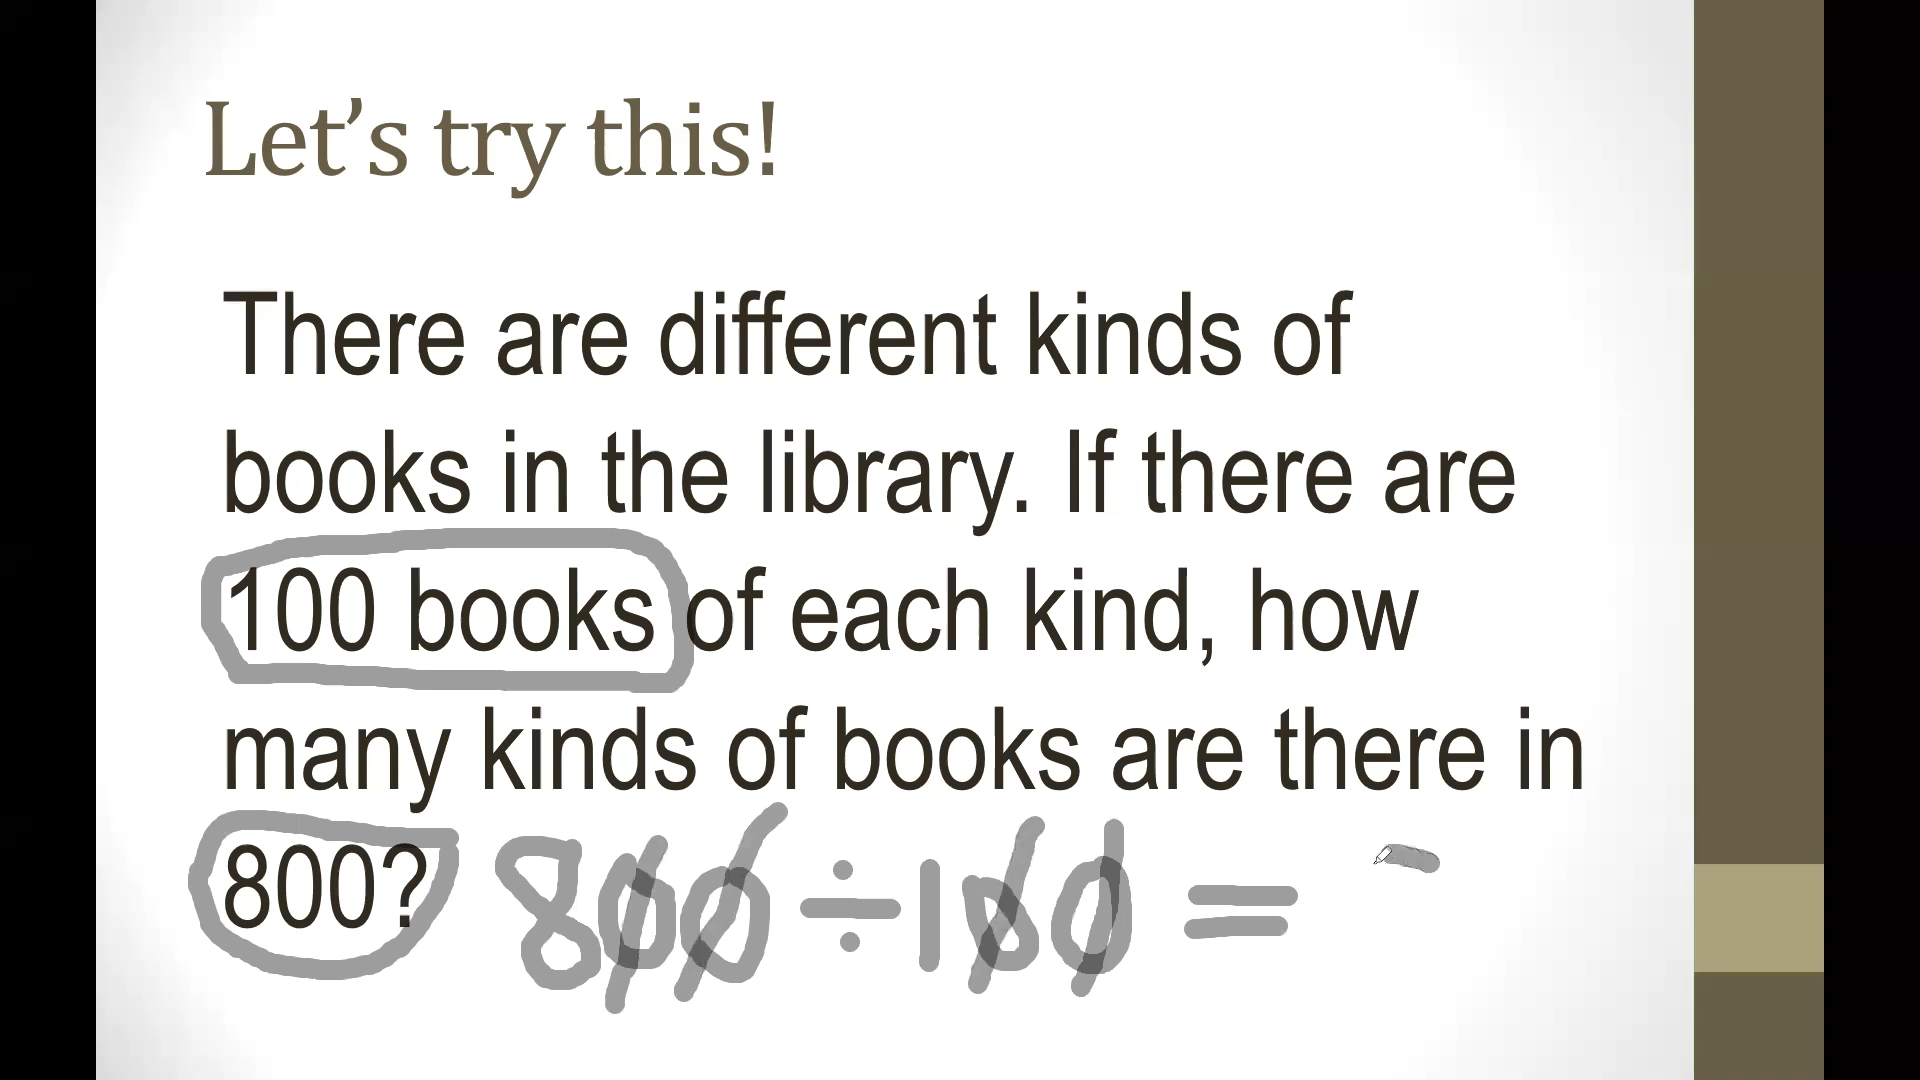 Let’s try this!
There are different kinds of
books in the library. If there are
100 books of each kind, how
many kinds of books are there in
800? 800 ÷ 100 =